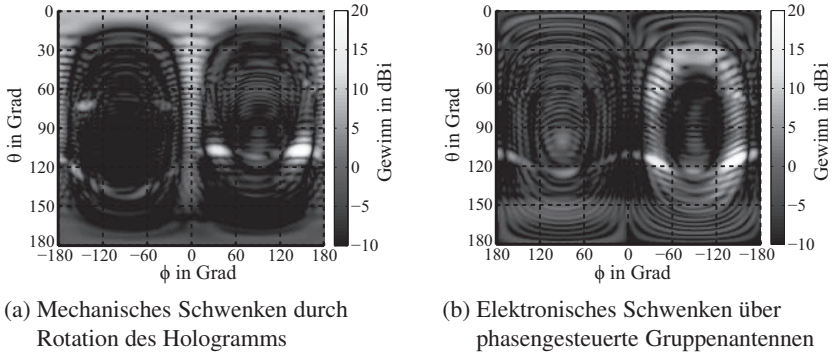 0
30
60
90
120
150
180
θ in Grad
−180 −120 −60 0 60 120 180
ϕ in Grad
20
15
10
5
0
−5
−10
Gewinn in dBi
(a) Mechanisches Schwenken durch
Rotation des Hologramms
0
30
60
90
120
150
180
θ in Grad
180 120 60 0 −60 −120 −180
ϕ in Grad
20
15
10
5
0
−5
−10
Gewinn in dBi
(b) Elektronisches Schwenken über
phasengesteuerte Gruppenantennen